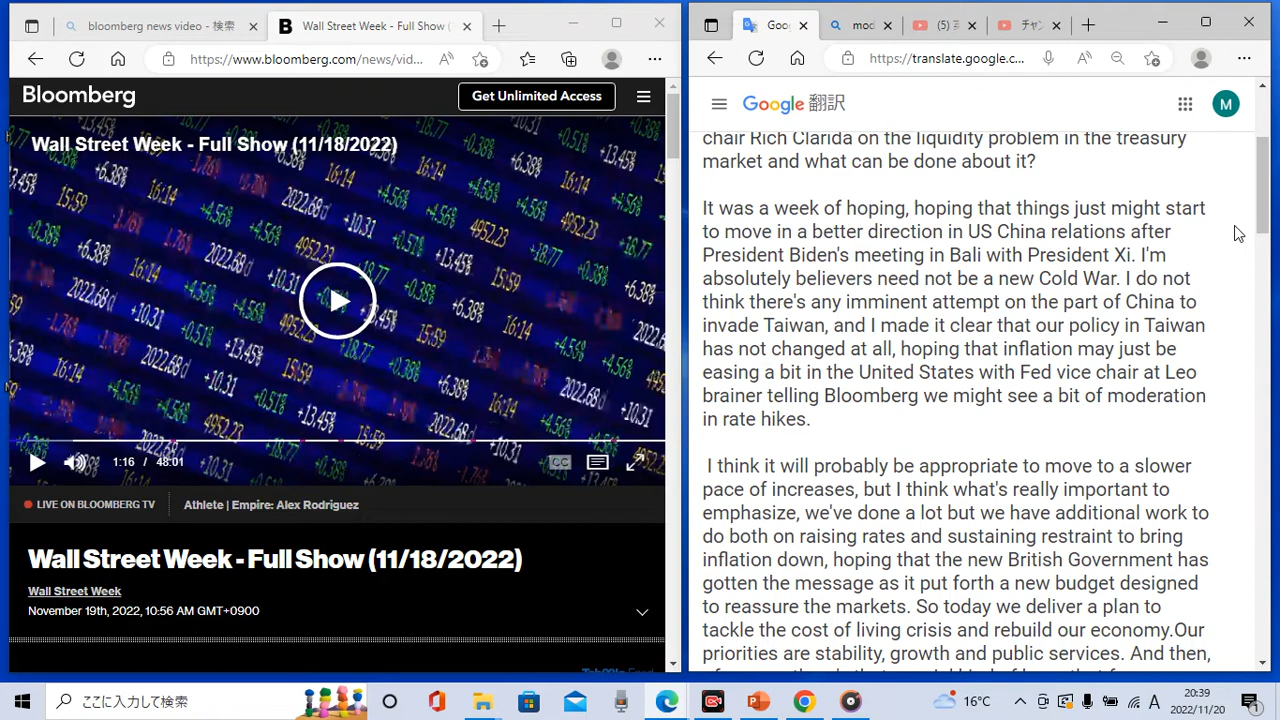 bloomberg news video - 検索
Wall Street Week - Full Show (
https://www.bloomberg.com/news/vid...
Bloomberg
Get Unlimited Access
Wall Street Week - Full Show (11/18/2022)
1:16 / 48:01
CC
LIVE ON BLOOMBERG TV
Athlete | Empire: Alex Rodriguez
Wall Street Week - Full Show (11/18/2022)
Wall Street Week
November 19th, 2022, 10:56 AM GMT+0900
Goo
mod
(5)
チャン
https://translate.google.c...
Google 翻訳
M
chair Rich Clarida on the liquidity problem in the treasury
market and what can be done about it?
It was a week of hoping, hoping that things just might start
to move in a better direction in US China relations after
President Biden's meeting in Bali with President Xi. I'm
absolutely believers need not be a new Cold War. I do not
think there's any imminent attempt on the part of China to
invade Taiwan, and I made it clear that our policy in Taiwan
has not changed at all, hoping that inflation may just be
easing a bit in the United States with Fed vice chair at Leo
brainer telling Bloomberg we might see a bit of moderation
in rate hikes.
I think it will probably be appropriate to move to a slower
pace of increases, but I think what's really important to
emphasize, we've done a lot but we have additional work to
do both on raising rates and sustaining restraint to bring
inflation down, hoping that the new British Government has
gotten the message as it put forth a new budget designed
to reassure the markets. So today we deliver a plan to
tackle the cost of living crisis and rebuild our economy.Our
priorities are stability, growth and public services. And then,
ここに入力して検索
16°C
A
20:39
2022/11/20